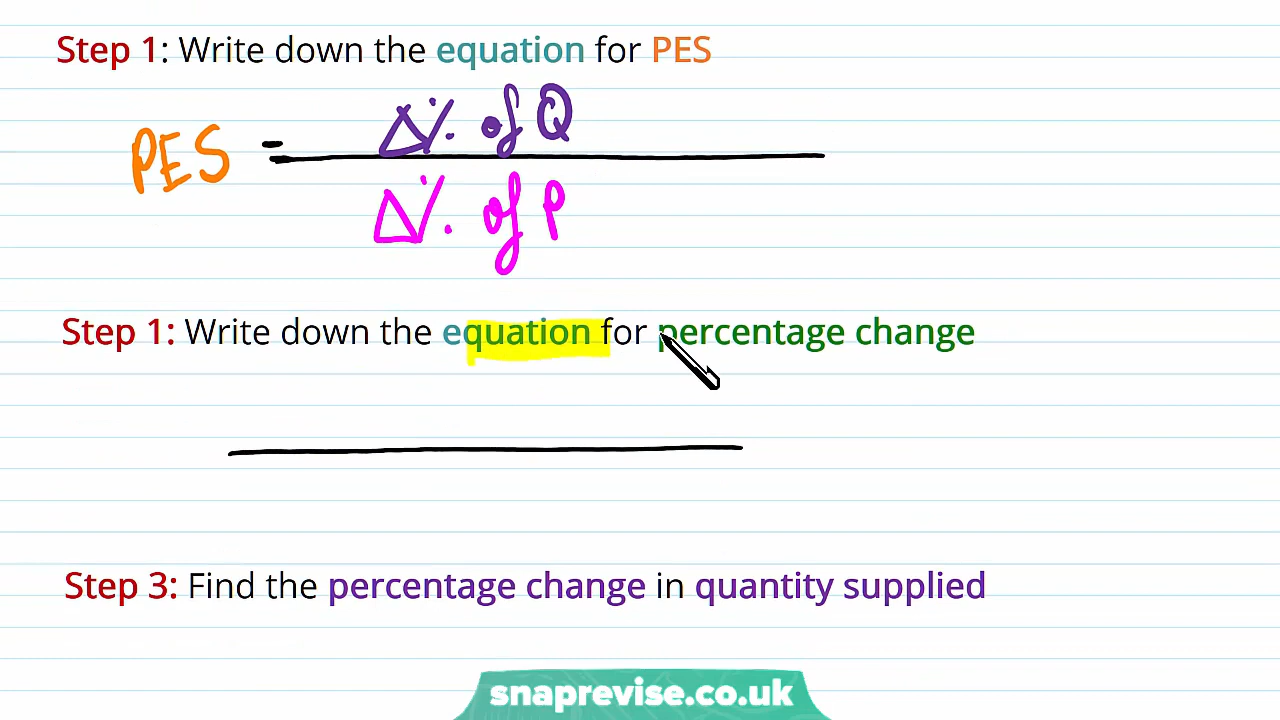 Step 1: Write down the equation for PES
Δ% of Q
PES =
Δ% of P
Step 1: Write down the equation for percentage change
Step 3: Find the percentage change in quantity supplied
snaprevise.co.uk